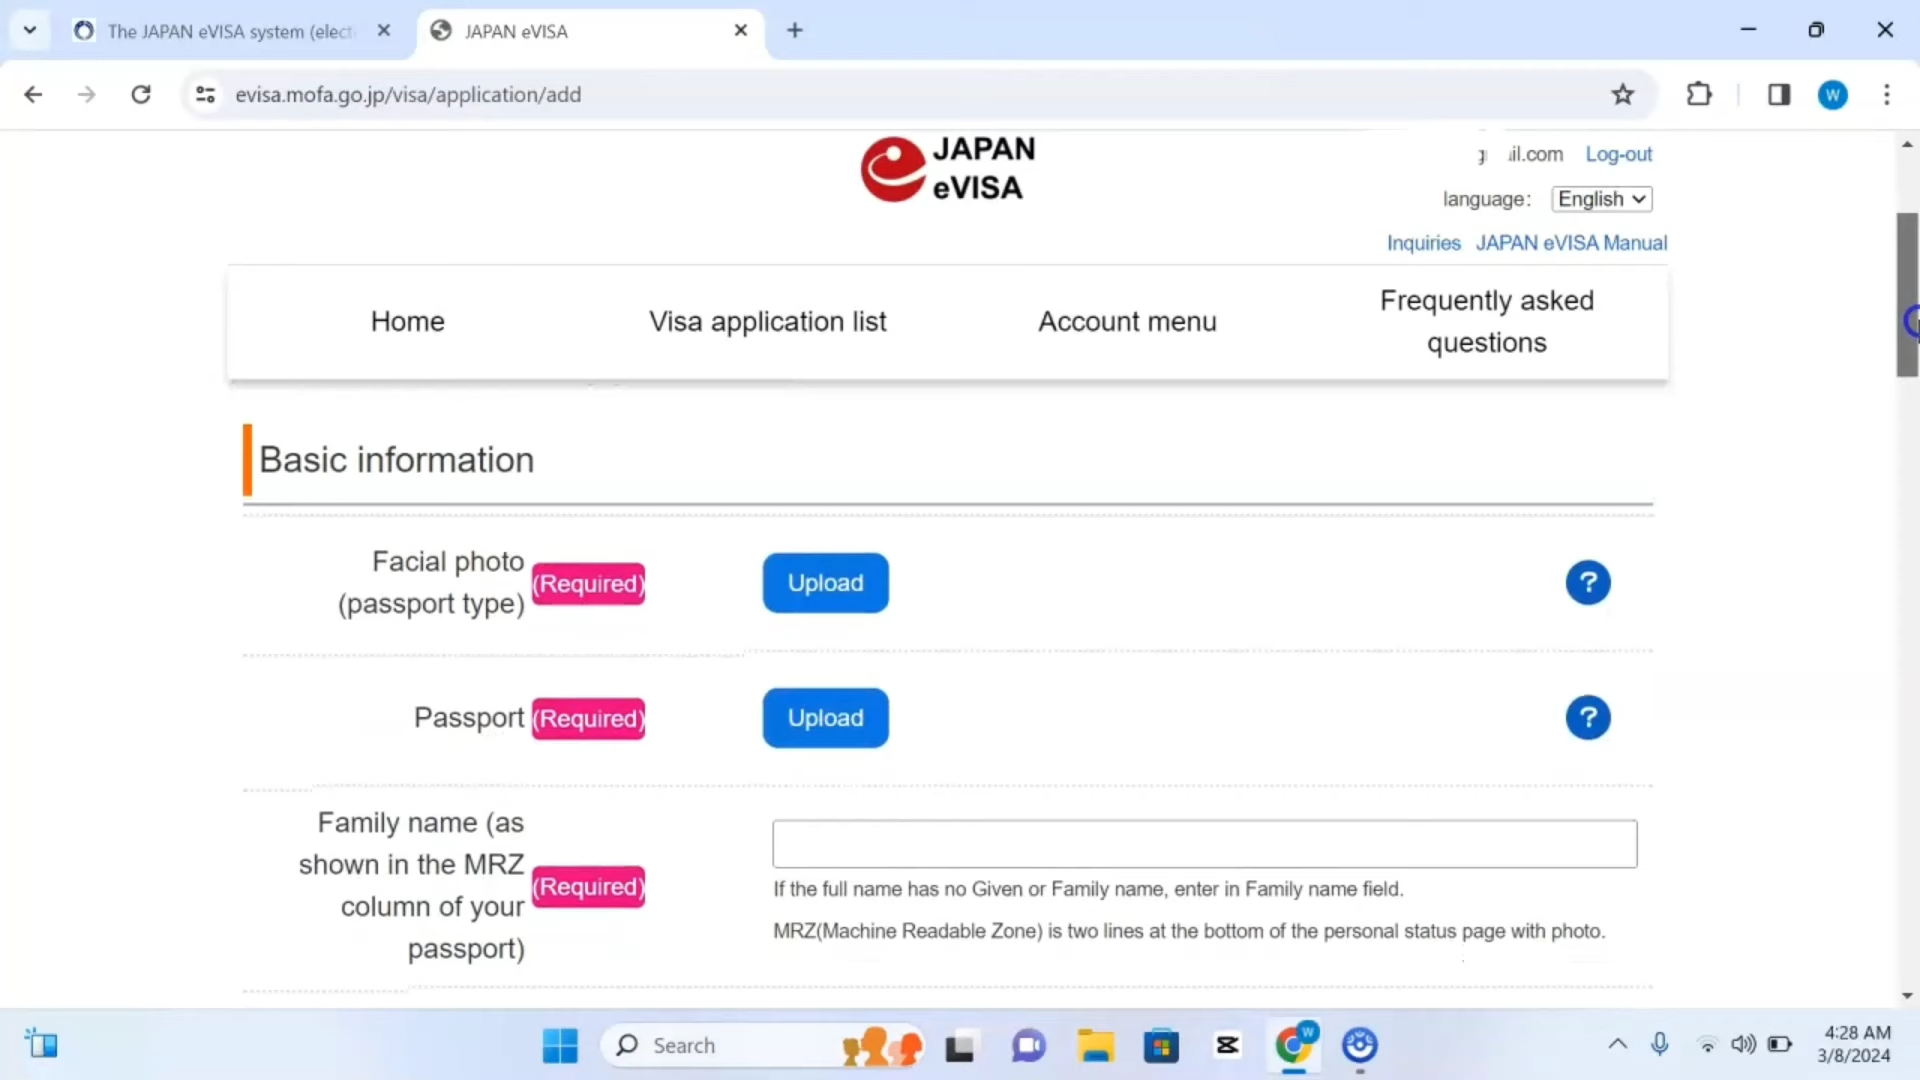 The JAPAN eVISA system (elect
JAPAN eVISA
evisa.mofa.go.jp/visa/application/add
W
JAPAN
eVISA
il.com Log-out
language: English
Inquiries JAPAN eVISA Manual
Home
Visa application list
Account menu
Frequently asked
questions
Basic information
Facial photo
(passport type)
(Required)
Upload
?
Passport
(Required)
Upload
?
Family name (as
shown in the MRZ
column of your
passport)
(Required)
If the full name has no Given or Family name, enter in Family name field.
MRZ(Machine Readable Zone) is two lines at the bottom of the personal status page with photo.
Search
W
4:28 AM
3/8/2024